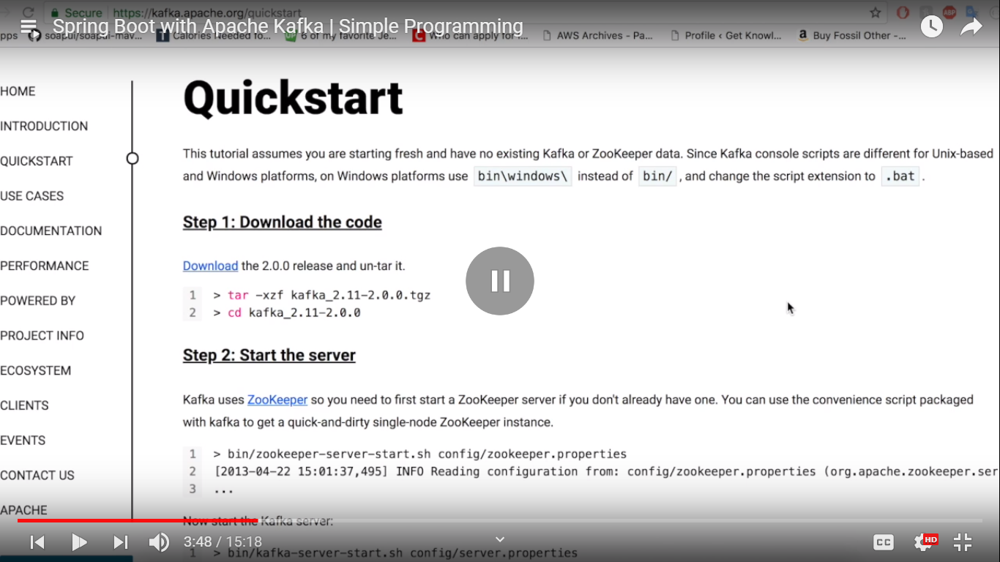 Secure https://kafka.apache.org/quickstart
Spring Boot with Apache Kafka | Simple Programming
ABP
pps soapui/soapui-mav... Calories Needed fo... 6 of my favorite Je... Who can apply for i... AWS Archives - Pa... Profile ‹ Get Knowl... Buy Fossil Other -...
HOME
INTRODUCTION
QUICKSTART
USE CASES
DOCUMENTATION
PERFORMANCE
POWERED BY
PROJECT INFO
ECOSYSTEM
CLIENTS
EVENTS
CONTACT US
APACHE
Quickstart
This tutorial assumes you are starting fresh and have no existing Kafka or ZooKeeper data. Since Kafka console scripts are different for Unix-based
and Windows platforms, on Windows platforms use bin\windows\ instead of bin/ , and change the script extension to .bat .
Step 1: Download the code
Download the 2.0.0 release and un-tar it.
1 > tar -xzf kafka_2.11-2.0.0.tgz
2 > cd kafka_2.11-2.0.0
Step 2: Start the server
Kafka uses ZooKeeper so you need to first start a ZooKeeper server if you don't already have one. You can use the convenience script packaged
with kafka to get a quick-and-dirty single-node ZooKeeper instance.
1 > bin/zookeeper-server-start.sh config/zookeeper.properties
2 [2013-04-22 15:01:37,495] INFO Reading configuration from: config/zookeeper.properties (org.apache.zookeeper.ser
3 ...
Now start the Kafka server:
1 > bin/kafka-server-start.sh config/server.properties
3:48 / 15:18
CC
HD